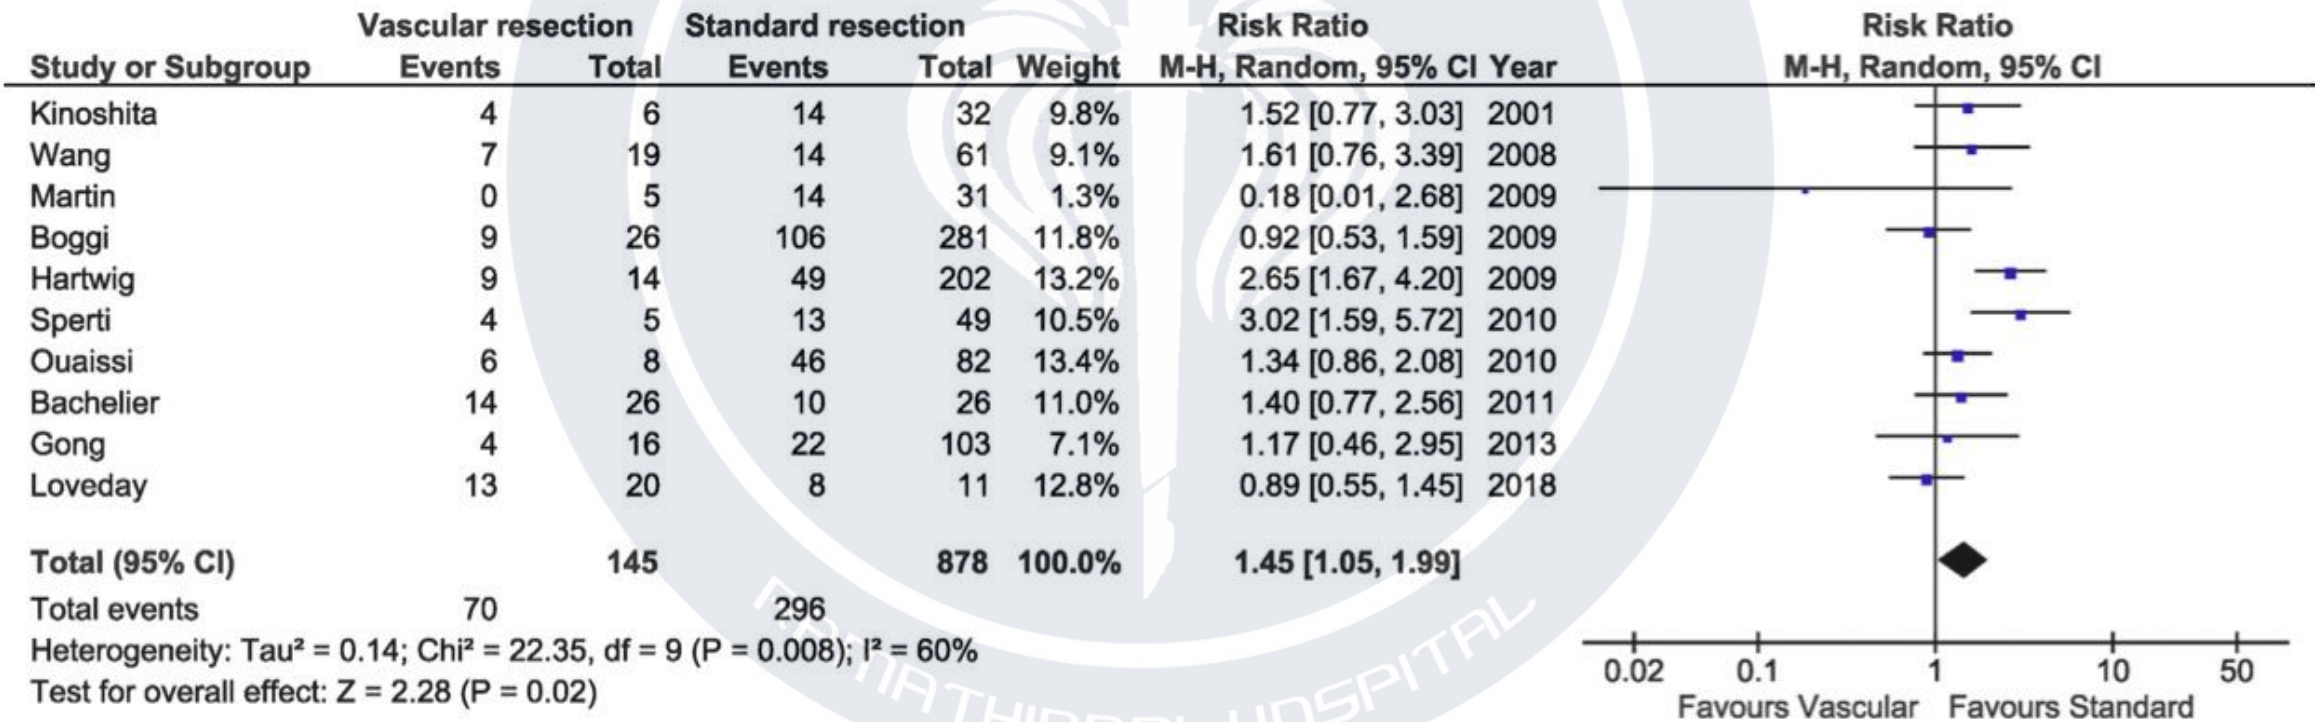 Vascular resection Standard resection Risk Ratio Risk Ratio
Study or Subgroup Events Total Events Total Weight M-H, Random, 95% CI Year M-H, Random, 95% CI
Kinoshita 4 6 14 32 9.8% 1.52 [0.77, 3.03] 2001
Wang 7 19 14 61 9.1% 1.61 [0.76, 3.39] 2008
Martin 0 5 14 31 1.3% 0.18 [0.01, 2.68] 2009
Boggi 9 26 106 281 11.8% 0.92 [0.53, 1.59] 2009
Hartwig 9 14 49 202 13.2% 2.65 [1.67, 4.20] 2009
Sperti 4 5 13 49 10.5% 3.02 [1.59, 5.72] 2010
Ouaissi 6 8 46 82 13.4% 1.34 [0.86, 2.08] 2010
Bachelier 14 26 10 26 11.0% 1.40 [0.77, 2.56] 2011
Gong 4 16 22 103 7.1% 1.17 [0.46, 2.95] 2013
Loveday 13 20 8 11 12.8% 0.89 [0.55, 1.45] 2018
Total (95% CI) 145 878 100.0% 1.45 [1.05, 1.99]
Total events 70 296
Heterogeneity: Tau² = 0.14; Chi² = 22.35, df = 9 (P = 0.008); I² = 60%
Test for overall effect: Z = 2.28 (P = 0.02)
0.02 0.1 1 10 50
Favours Vascular Favours Standard